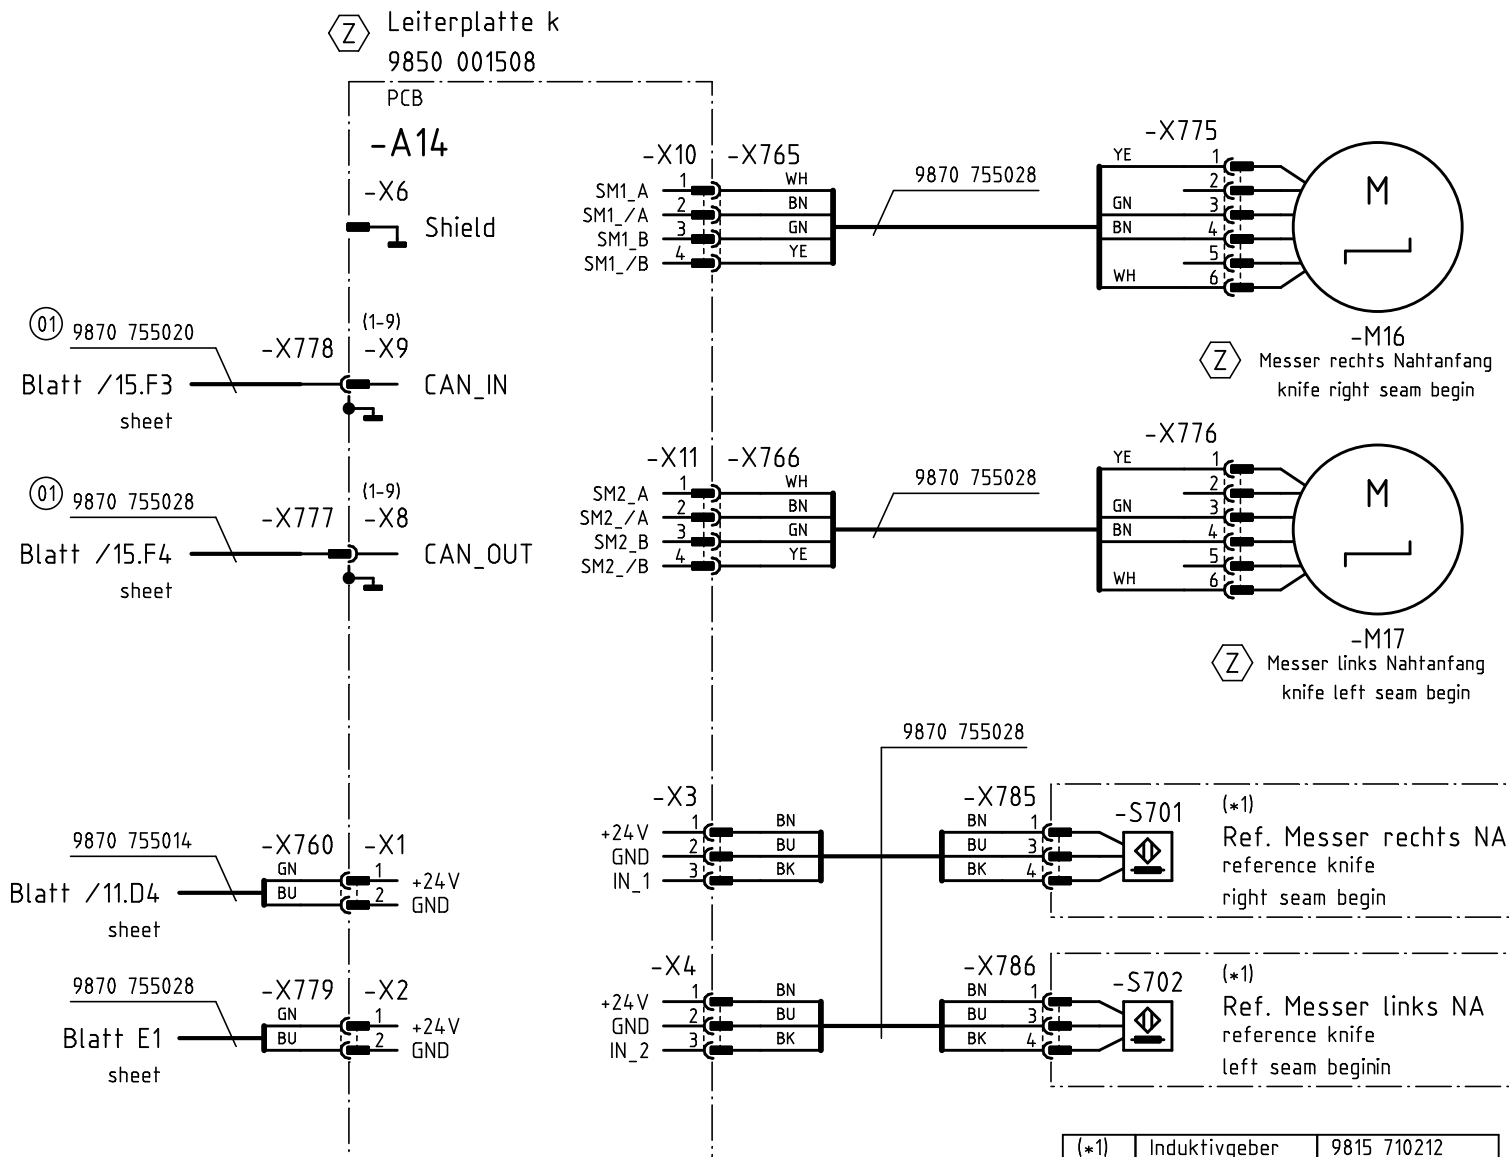 Z Leiterplatte k
9850 001508
PCB
-A14
-X6
Shield
01 9870 755020
-X778
(1-9)
-X9
Blatt /15.F3
sheet
CAN_IN
01 9870 755028
-X777
(1-9)
-X8
Blatt /15.F4
sheet
CAN_OUT
9870 755014
-X760 -X1
Blatt /11.D4
sheet
GN 1 +24V
BU 2 GND
9870 755028
-X779 -X2
Blatt E1
sheet
GN 1 +24V
BU 2 GND
-X10 -X765
SM1_A 1 WH
SM1_/A 2 BN
SM1_B 3 GN
SM1_/B 4 YE
9870 755028
-X775
YE 1
2
GN 3
BN 4
5
WH 6
M
-M16
Z Messer rechts Nahtanfang
knife right seam begin
-X11 -X766
SM2_A 1 WH
SM2_/A 2 BN
SM2_B 3 GN
SM2_/B 4 YE
9870 755028
-X776
YE 1
2
GN 3
BN 4
5
WH 6
M
-M17
Z Messer links Nahtanfang
knife left seam begin
9870 755028
-X3
+24V 1 BN
GND 2 BU
IN_1 3 BK
-X785
BN 1
BU 3
BK 4
-S701
(*1)
Ref. Messer rechts NA
reference knife
right seam begin
-X4
+24V 1 BN
GND 2 BU
IN_2 3 BK
-X786
BN 1
BU 3
BK 4
-S702
(*1)
Ref. Messer links NA
reference knife
left seam beginin
(*1) Induktivgeber 9815 710212